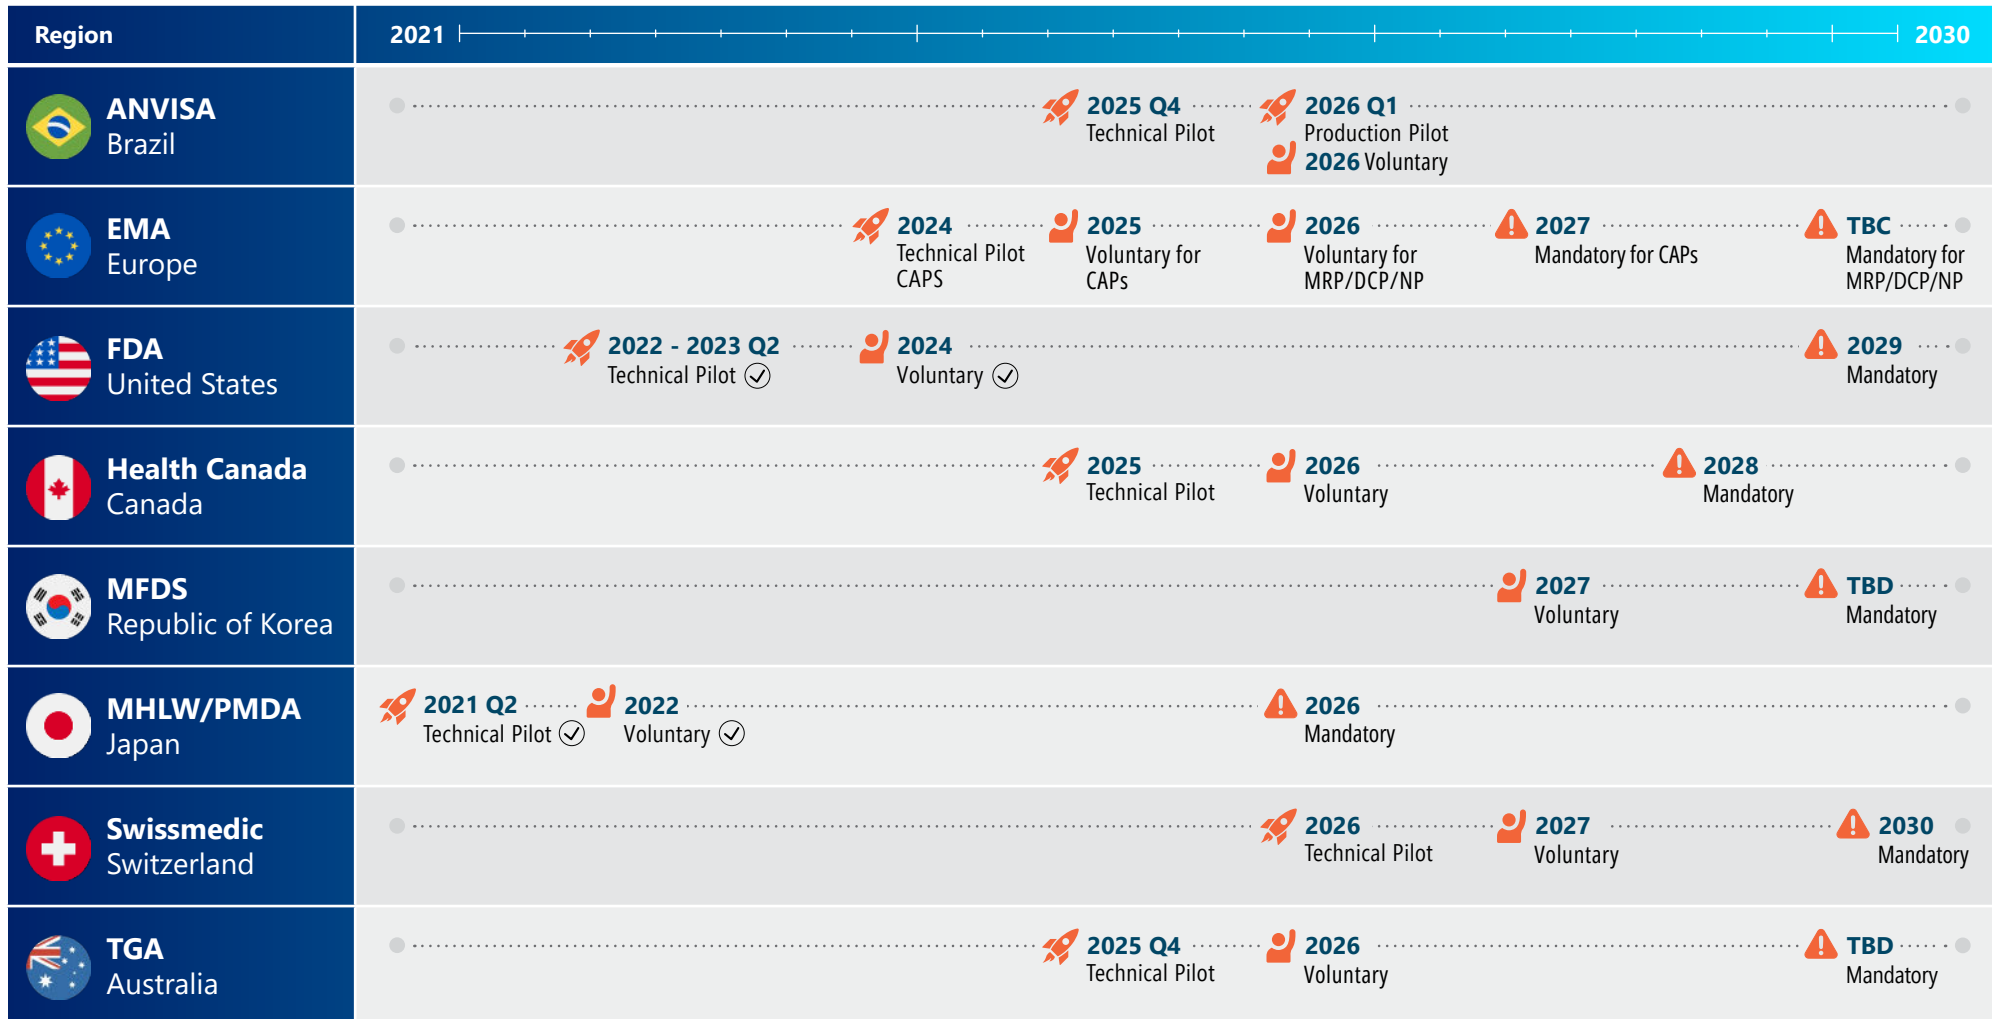 Region
2021
2030
ANVISA
Brazil
2025 Q4
Technical Pilot
2026 Q1
Production Pilot
2026 Voluntary
EMA
Europe
2024
Technical Pilot
CAPS
2025
Voluntary for
CAPs
2026
Voluntary for
MRP/DCP/NP
2027
Mandatory for CAPs
TBC
Mandatory for
MRP/DCP/NP
FDA
United States
2022 - 2023 Q2
Technical Pilot
2024
Voluntary
2029
Mandatory
Health Canada
Canada
2025
Technical Pilot
2026
Voluntary
2028
Mandatory
MFDS
Republic of Korea
2027
Voluntary
TBD
Mandatory
MHLW/PMDA
Japan
2021 Q2
Technical Pilot
2022
Voluntary
2026
Mandatory
Swissmedic
Switzerland
2026
Technical Pilot
2027
Voluntary
2030
Mandatory
TGA
Australia
2025 Q4
Technical Pilot
2026
Voluntary
TBD
Mandatory